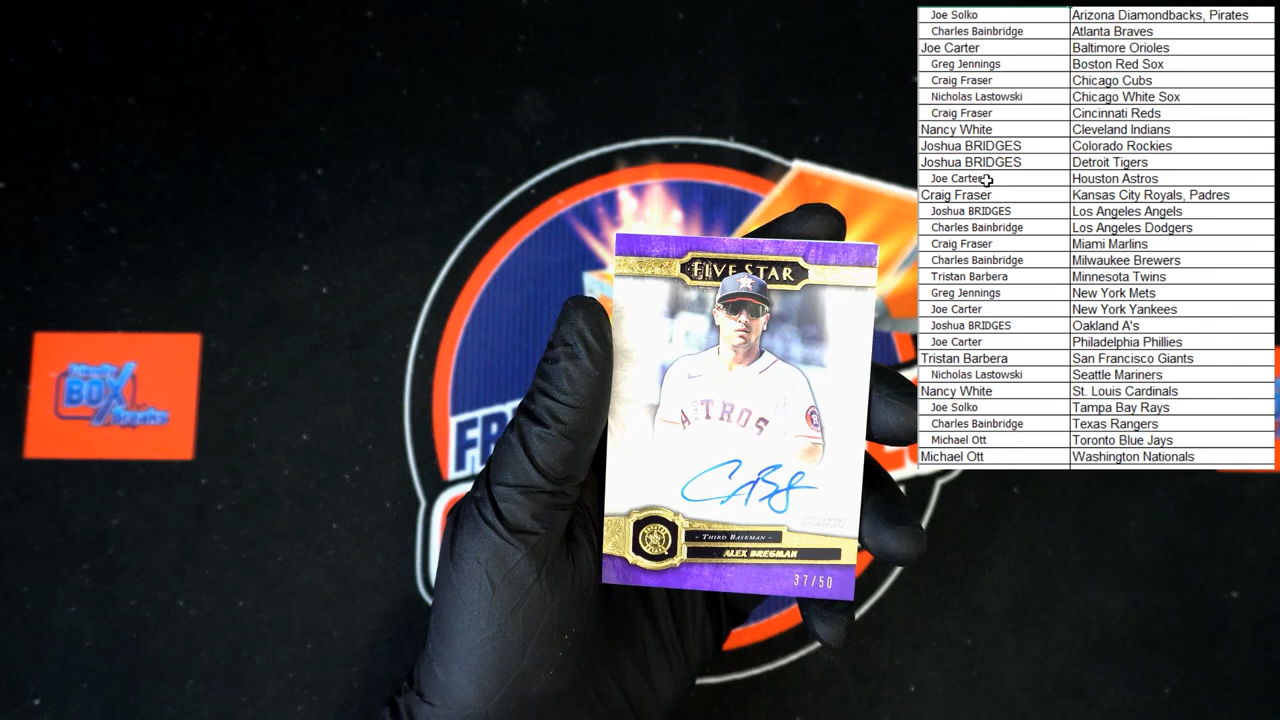 Joe Solko Arizona Diamondbacks, Pirates
Charles Bainbridge Atlanta Braves
Joe Carter Baltimore Orioles
Greg Jennings Boston Red Sox
Craig Fraser Chicago Cubs
Nicholas Lastowski Chicago White Sox
Craig Fraser Cincinnati Reds
Nancy White Cleveland Indians
Joshua BRIDGES Colorado Rockies
Joshua BRIDGES Detroit Tigers
Joe Carter Houston Astros
Craig Fraser Kansas City Royals, Padres
Joshua BRIDGES Los Angeles Angels
Charles Bainbridge Los Angeles Dodgers
Craig Fraser Miami Marlins
Charles Bainbridge Milwaukee Brewers
Tristan Barbera Minnesota Twins
Greg Jennings New York Mets
Joe Carter New York Yankees
Joshua BRIDGES Oakland A's
Joe Carter Philadelphia Phillies
Tristan Barbera San Francisco Giants
Nicholas Lastowski Seattle Mariners
Nancy White St. Louis Cardinals
Joe Solko Tampa Bay Rays
Charles Bainbridge Texas Rangers
Michael Ott Toronto Blue Jays
Michael Ott Washington Nationals
FIVE STAR
ASTROS
- THIRD BASEMAN -
ALEX BREGMAN
37/50
BOX
FR